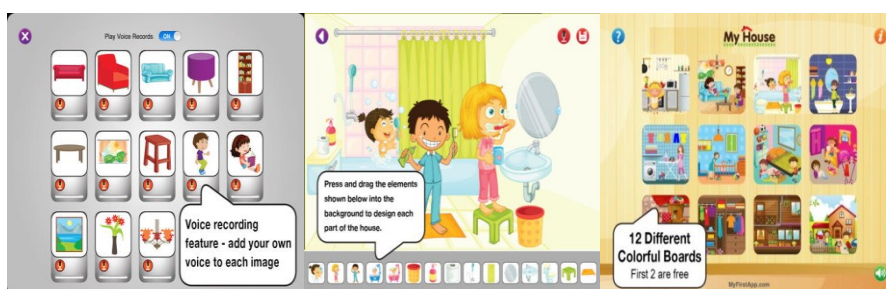 Play Voice Records ON
Voice recording
feature - add your own
voice to each image
Press and drag the elements
shown below into the
background to design each
part of the house.
My House
12 Different
Colorful Boards
First 2 are free
MyFirstApp.com